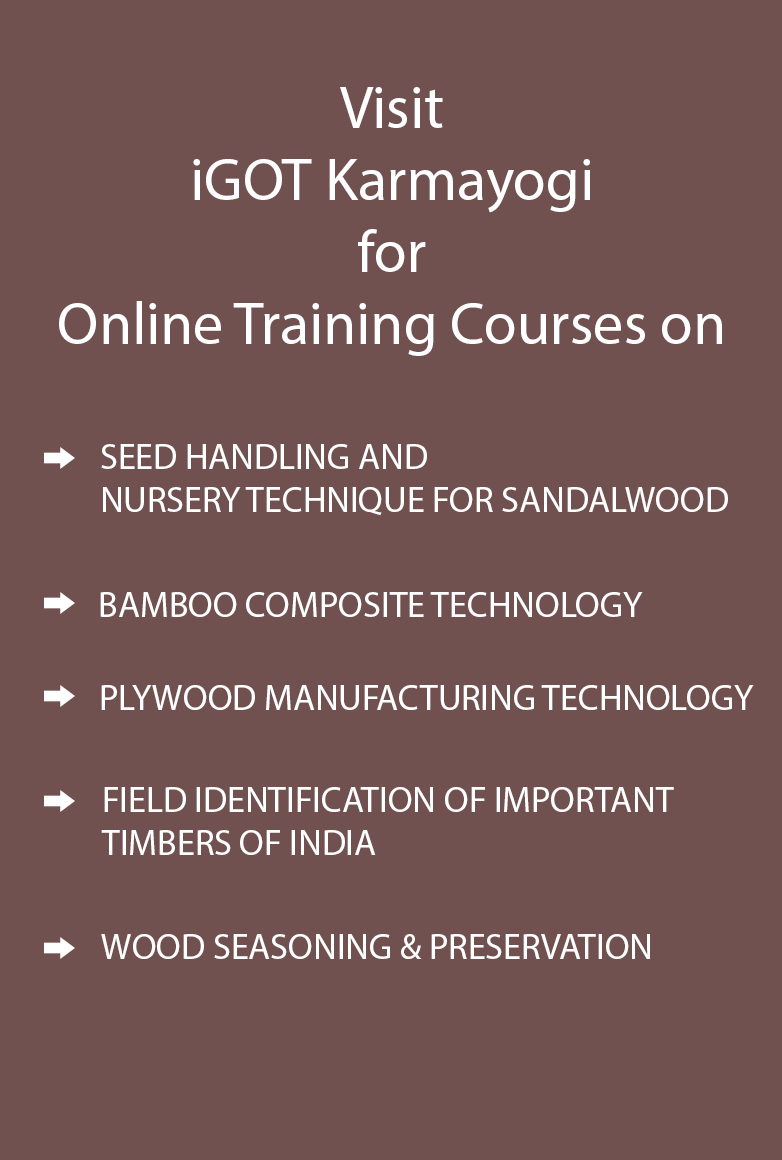 Visit
iGOT Karmayogi
for
Online Training Courses on
SEED HANDLING AND
NURSERY TECHNIQUE FOR SANDALWOOD
BAMBOO COMPOSITE TECHNOLOGY
PLYWOOD MANUFACTURING TECHNOLOGY
FIELD IDENTIFICATION OF IMPORTANT
TIMBERS OF INDIA
WOOD SEASONING & PRESERVATION